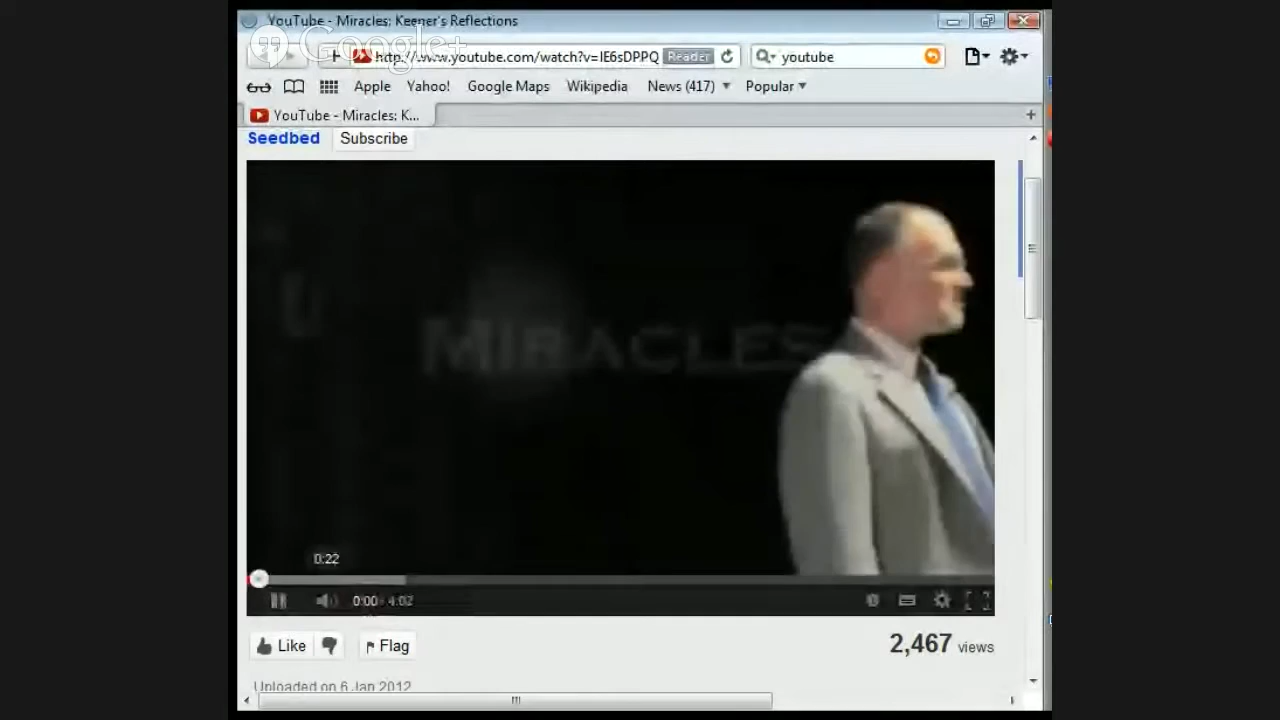 YouTube - Miracles: Keener's Reflections
Google+
http://www.youtube.com/watch?v=IE6sDPPQ Reader youtube
Apple Yahoo! Google Maps Wikipedia News (417) Popular
YouTube - Miracles: K...
Seedbed Subscribe
MIRACLES
0:22
0:00 4:02
Like Flag 2,467 views
Uploaded on 6 Jan 2012